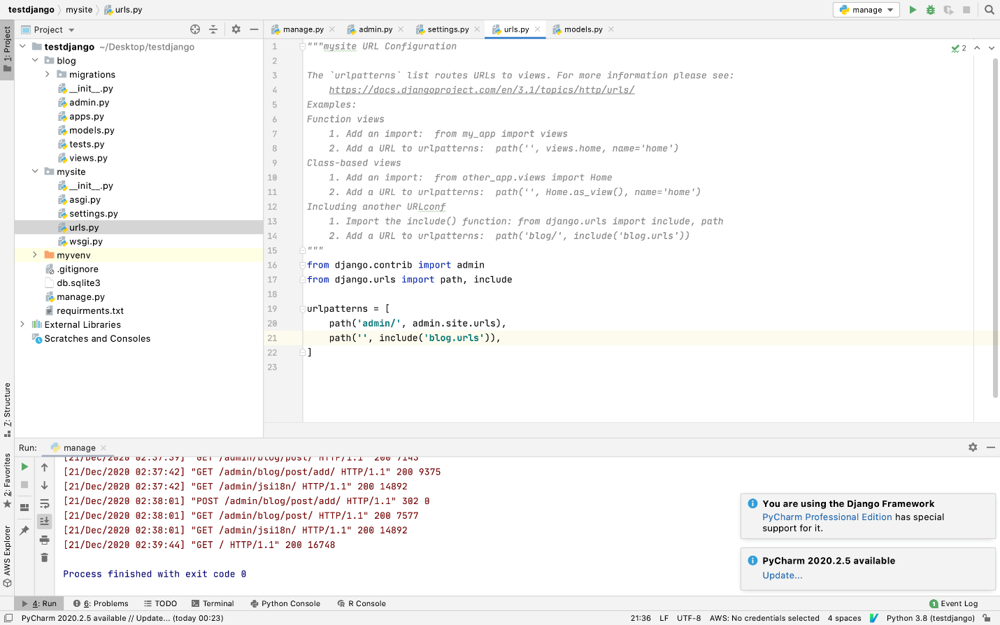 testdjango mysite urls.py manage
1: Project
Project
manage.py admin.py settings.py urls.py models.py
testdjango ~/Desktop/testdjango
blog
migrations
__init__.py
admin.py
apps.py
models.py
tests.py
views.py
mysite
__init__.py
asgi.py
settings.py
urls.py
wsgi.py
myvenv
.gitignore
db.sqlite3
manage.py
requirments.txt
External Libraries
Scratches and Consoles
2
1 """mysite URL Configuration
2
3 The `urlpatterns` list routes URLs to views. For more information please see:
4 https://docs.djangoproject.com/en/3.1/topics/http/urls/
5 Examples:
6 Function views
7 1. Add an import:  from my_app import views
8 2. Add a URL to urlpatterns:  path('', views.home, name='home')
9 Class-based views
10 1. Add an import:  from other_app.views import Home
11 2. Add a URL to urlpatterns:  path('', Home.as_view(), name='home')
12 Including another URLconf
13 1. Import the include() function: from django.urls import include, path
14 2. Add a URL to urlpatterns:  path('blog/', include('blog.urls'))
15 """
16 from django.contrib import admin
17 from django.urls import path, include
18
19 urlpatterns = [
20 path('admin/', admin.site.urls),
21 path('', include('blog.urls')),
22 ]
23
Z: Structure
2: Favorites
AWS Explorer
Run: manage
[21/Dec/2020 02:37:39] "GET /admin/blog/post/ HTTP/1.1" 200 7143
[21/Dec/2020 02:37:42] "GET /admin/blog/post/add/ HTTP/1.1" 200 9375
[21/Dec/2020 02:37:42] "GET /admin/jsi18n/ HTTP/1.1" 200 14892
[21/Dec/2020 02:38:01] "POST /admin/blog/post/add/ HTTP/1.1" 302 0
[21/Dec/2020 02:38:01] "GET /admin/blog/post/ HTTP/1.1" 200 7577
[21/Dec/2020 02:38:01] "GET /admin/jsi18n/ HTTP/1.1" 200 14892
[21/Dec/2020 02:39:44] "GET / HTTP/1.1" 200 16748
Process finished with exit code 0
You are using the Django Framework
PyCharm Professional Edition has special
support for it.
PyCharm 2020.2.5 available
Update...
4: Run 6: Problems TODO Terminal Python Console R Console 1 Event Log
PyCharm 2020.2.5 available // Update... (today 00:23) 21:36 LF UTF-8 AWS: No credentials selected 4 spaces Python 3.8 (testdjango)